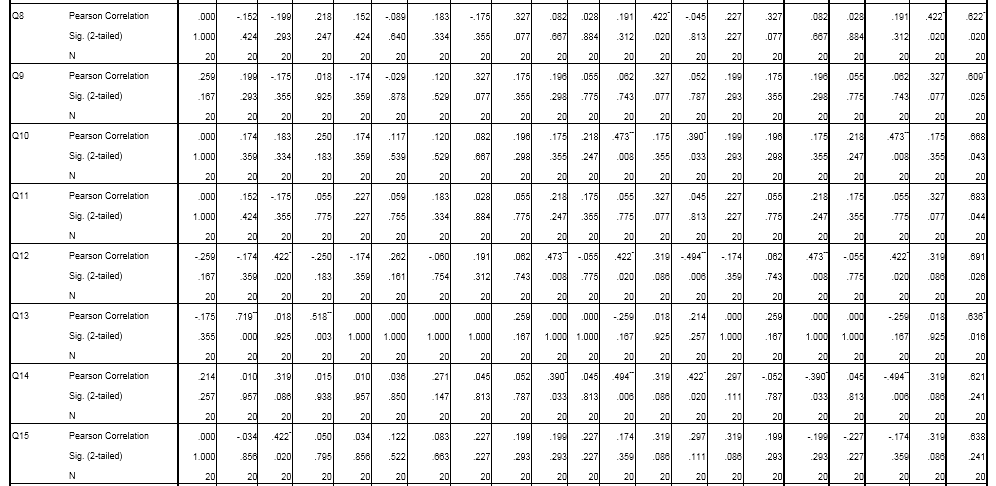 Q8 Pearson Correlation .000 -.152 -.199 .218 .152 -.089 .183 -.175 .327 .082 .028 .191 .422* -.045 .227 .327 .082 .028 .191 .422* .622*
Sig. (2-tailed) 1.000 .424 .293 .247 .424 .640 .334 .355 .077 .667 .884 .312 .020 .813 .227 .077 .667 .884 .312 .020 .020
N 20 20 20 20 20 20 20 20 20 20 20 20 20 20 20 20 20 20 20 20 20
Q9 Pearson Correlation .259 .199 -.175 .018 -.174 -.029 .120 .327 .175 .196 .055 .062 .327 .052 .199 .175 .196 .055 .062 .327 .609*
Sig. (2-tailed) .167 .293 .355 .925 .359 .878 .529 .077 .355 .298 .775 .743 .077 .787 .293 .355 .298 .775 .743 .077 .025
N 20 20 20 20 20 20 20 20 20 20 20 20 20 20 20 20 20 20 20 20 20
Q10 Pearson Correlation .000 .174 .183 .250 .174 .117 .120 .082 .196 .175 .218 .473** .175 .390* .199 .196 .175 .218 .473** .175 .668
Sig. (2-tailed) 1.000 .359 .334 .183 .359 .539 .529 .667 .298 .355 .247 .008 .355 .033 .293 .298 .355 .247 .008 .355 .043
N 20 20 20 20 20 20 20 20 20 20 20 20 20 20 20 20 20 20 20 20 20
Q11 Pearson Correlation .000 .152 -.175 .055 .227 .059 .183 .028 .055 .218 .175 .055 .327 .045 .227 .055 .218 .175 .055 .327 .683
Sig. (2-tailed) 1.000 .424 .355 .775 .227 .755 .334 .884 .775 .247 .355 .775 .077 .813 .227 .775 .247 .355 .775 .077 .044
N 20 20 20 20 20 20 20 20 20 20 20 20 20 20 20 20 20 20 20 20 20
Q12 Pearson Correlation -.259 -.174 .422* -.250 -.174 .262 -.060 .191 .062 .473** -.055 .422* .319 -.494** -.174 .062 .473** -.055 .422* .319 .691
Sig. (2-tailed) .167 .359 .020 .183 .359 .161 .754 .312 .743 .008 .775 .020 .086 .006 .359 .743 .008 .775 .020 .086 .026
N 20 20 20 20 20 20 20 20 20 20 20 20 20 20 20 20 20 20 20 20 20
Q13 Pearson Correlation -.175 .719** .018 .518** .000 .000 .000 .000 .259 .000 .000 -.259 .018 .214 .000 .259 .000 .000 -.259 .018 .636*
Sig. (2-tailed) .355 .000 .925 .003 1.000 1.000 1.000 1.000 .167 1.000 1.000 .167 .925 .257 1.000 .167 1.000 1.000 .167 .925 .016
N 20 20 20 20 20 20 20 20 20 20 20 20 20 20 20 20 20 20 20 20 20
Q14 Pearson Correlation .214 .010 .319 .015 .010 .036 .271 .045 .052 .390* .045 .494** .319 .422* .297 -.052 -.390* .045 -.494** .319 .621
Sig. (2-tailed) .257 .957 .086 .938 .957 .850 .147 .813 .787 .033 .813 .006 .086 .020 .111 .787 .033 .813 .006 .086 .241
N 20 20 20 20 20 20 20 20 20 20 20 20 20 20 20 20 20 20 20 20 20
Q15 Pearson Correlation .000 -.034 .422* .050 .034 .122 .083 .227 .199 .199 .227 .174 .319 .297 .319 .199 -.199 -.227 -.174 .319 .638
Sig. (2-tailed) 1.000 .856 .020 .795 .856 .522 .663 .227 .293 .293 .227 .359 .086 .111 .086 .293 .293 .227 .359 .086 .241
N 20 20 20 20 20 20 20 20 20 20 20 20 20 20 20 20 20 20 20 20 20